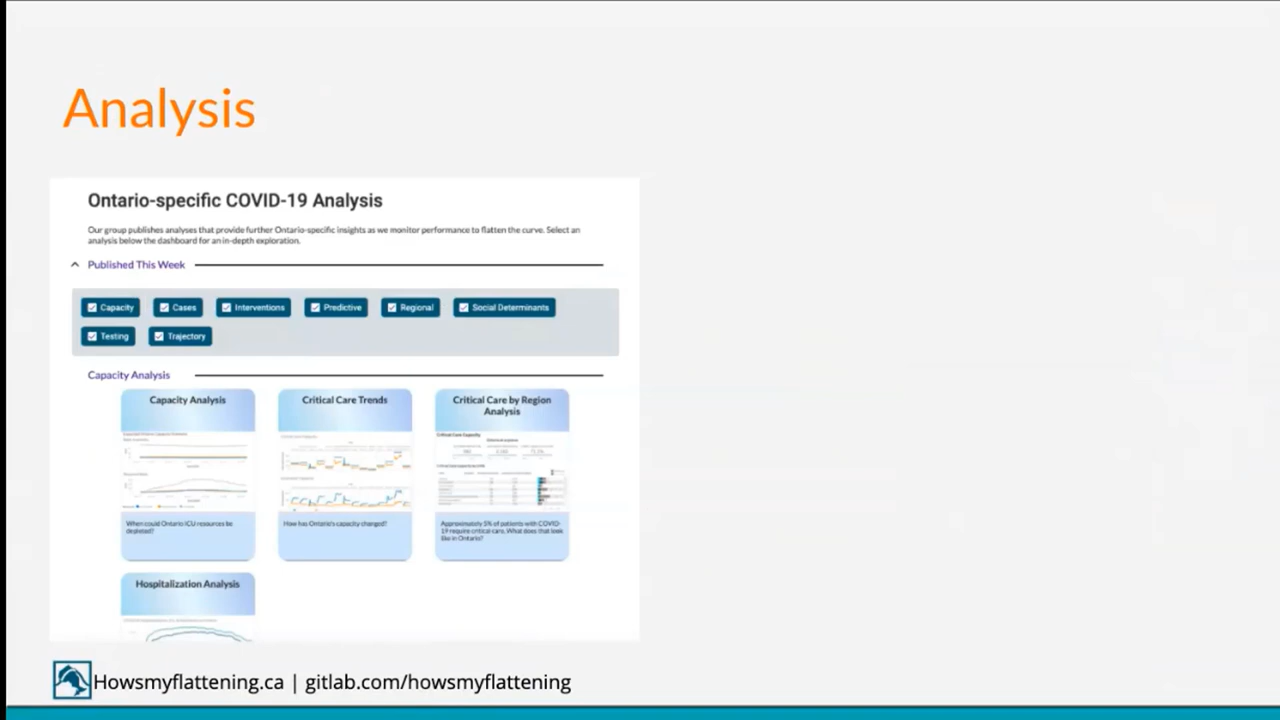 Analysis
Ontario-specific COVID-19 Analysis
Our group publishes analyses that provide further Ontario-specific insights as we monitor performance to flatten the curve. Select an
analysis below the dashboard for an in-depth exploration.
Published This Week
Capacity Cases Interventions Predictive Regional Social Determinants
Testing Trajectory
Capacity Analysis
Capacity Analysis Critical Care Trends Critical Care by Region
Analysis
Critical Care Capacity
When could Ontario ICU resources be
depleted?
How has Ontario's capacity changed?
Approximately 5% of patients with COVID-
19 require critical care. What does that look
like in Ontario?
Hospitalization Analysis
Howsmyflattening.ca | gitlab.com/howsmyflattening